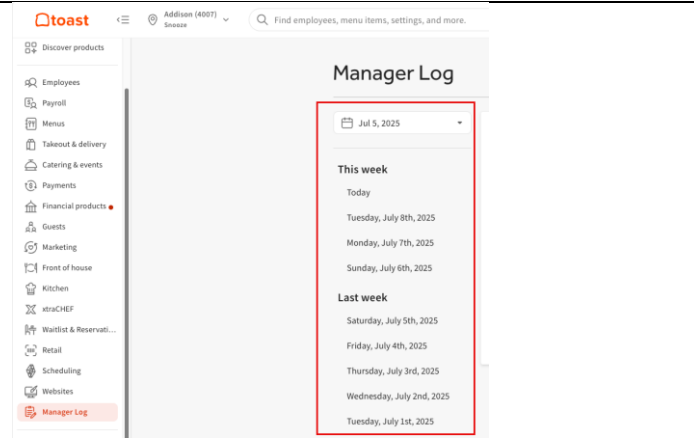 toast
Addison (4007)
Snooze
Find employees, menu items, settings, and more.
Discover products
Employees
Payroll
Menus
Takeout & delivery
Catering & events
Payments
Financial products
Guests
Marketing
Front of house
Kitchen
xtraCHEF
Waitlist & Reservati...
Retail
Scheduling
Websites
Manager Log
Manager Log
Jul 5, 2025
This week
Today
Tuesday, July 8th, 2025
Monday, July 7th, 2025
Sunday, July 6th, 2025
Last week
Saturday, July 5th, 2025
Friday, July 4th, 2025
Thursday, July 3rd, 2025
Wednesday, July 2nd, 2025
Tuesday, July 1st, 2025